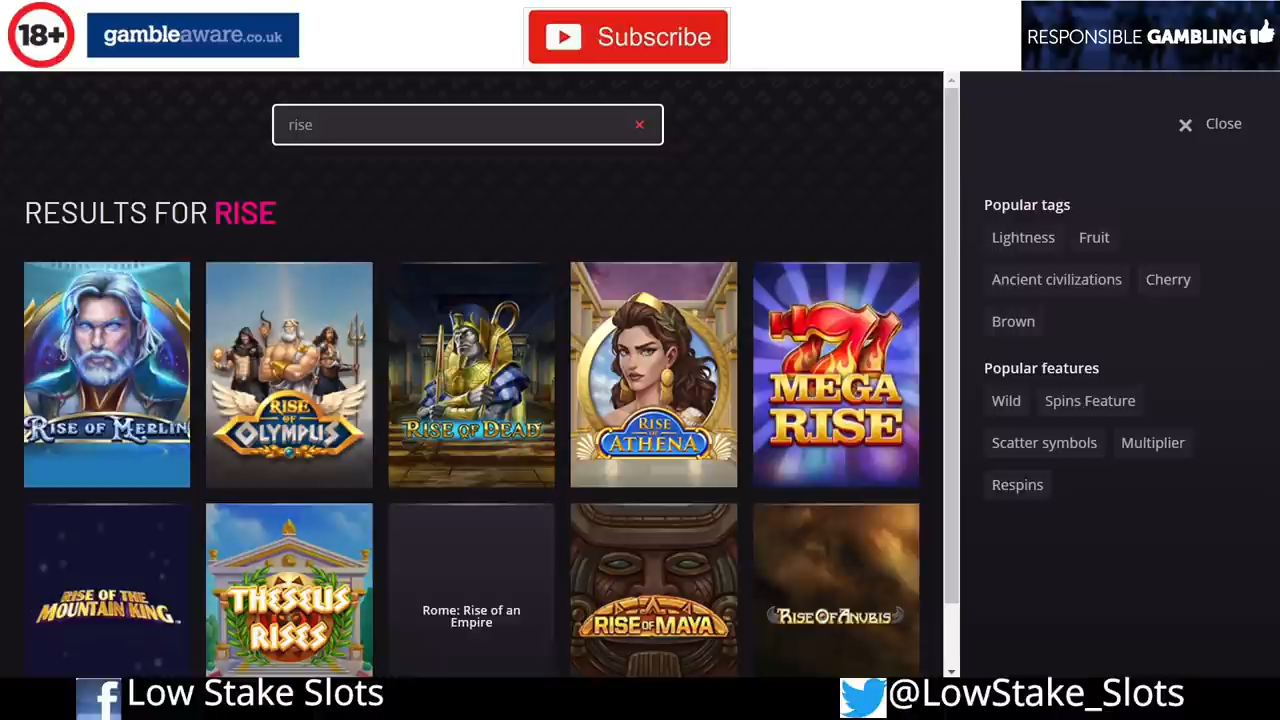 18+
gambleaware.co.uk
Subscribe
RESPONSIBLE GAMBLING
rise
Close
RESULTS FOR RISE
Popular tags
Lightness
Fruit
Ancient civilizations
Cherry
Brown
Popular features
Wild
Spins Feature
Scatter symbols
Multiplier
Respins
RISE OF MERLIN
RISE
OF
OLYMPUS
RISE OF DEAD
RISE
OF
ATHENA
777
MEGA
RISE
RISE OF THE
MOUNTAIN KING
THESEUS
RISES
Rome: Rise of an
Empire
RISE OF MAYA
RISE OF ANUBIS
f Low Stake Slots
@LowStake_Slots